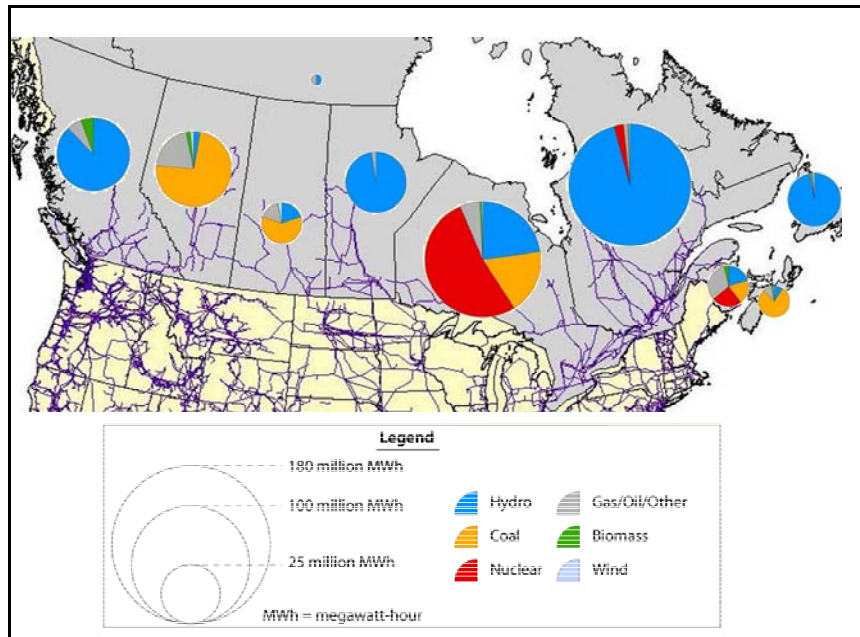 Legend
180 million MWh
100 million MWh
25 million MWh
MWh = megawatt-hour
Hydro
Gas/Oil/Other
Coal
Biomass
Nuclear
Wind